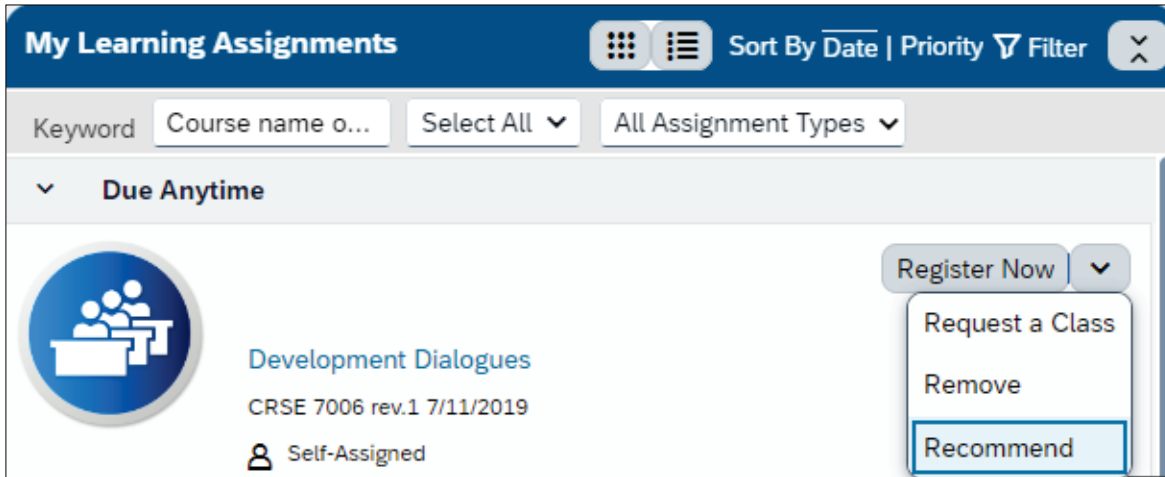 My Learning Assignments Sort By Date | Priority Filter
Keyword Course name o... Select All All Assignment Types
Due Anytime
Register Now
Request a Class
Development Dialogues
Remove
CRSE 7006 rev.1 7/11/2019
Recommend
Self-Assigned